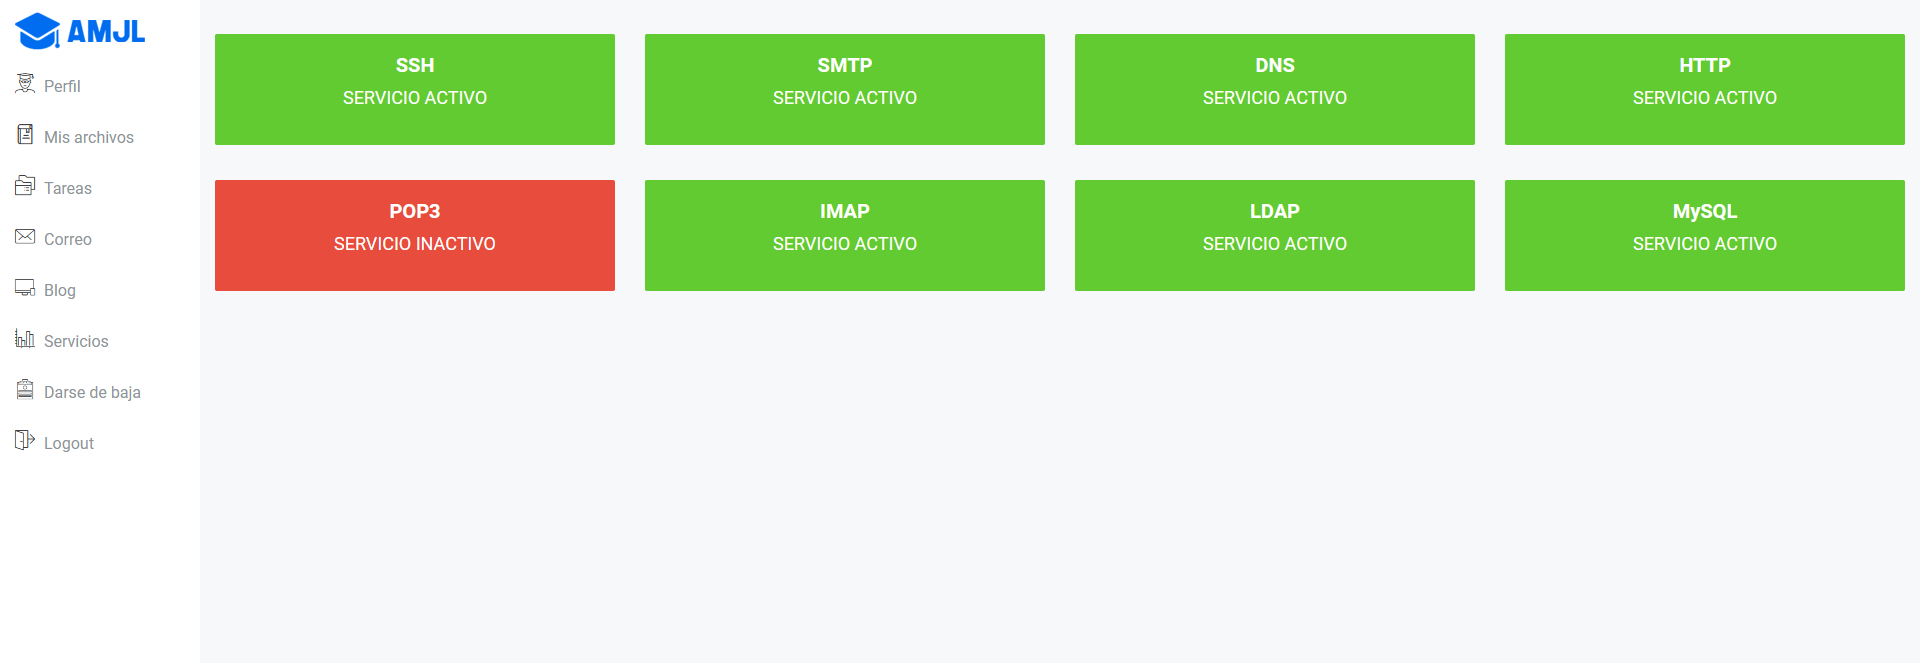 AMJL
Perfil
Mis archivos
Tareas
Correo
Blog
Servicios
Darse de baja
Logout
SSH
SERVICIO ACTIVO
SMTP
SERVICIO ACTIVO
DNS
SERVICIO ACTIVO
HTTP
SERVICIO ACTIVO
POP3
SERVICIO INACTIVO
IMAP
SERVICIO ACTIVO
LDAP
SERVICIO ACTIVO
MySQL
SERVICIO ACTIVO